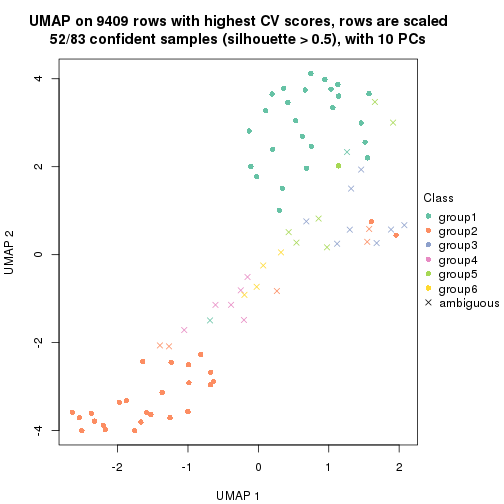 UMAP on 9409 rows with highest CV scores, rows are scaled
52/83 confident samples (silhouette > 0.5), with 10 PCs
4
2
0
-2
-4
UMAP 2
-2
-1
0
1
2
UMAP 1
Class
group1
group2
group3
group4
group5
group6
ambiguous